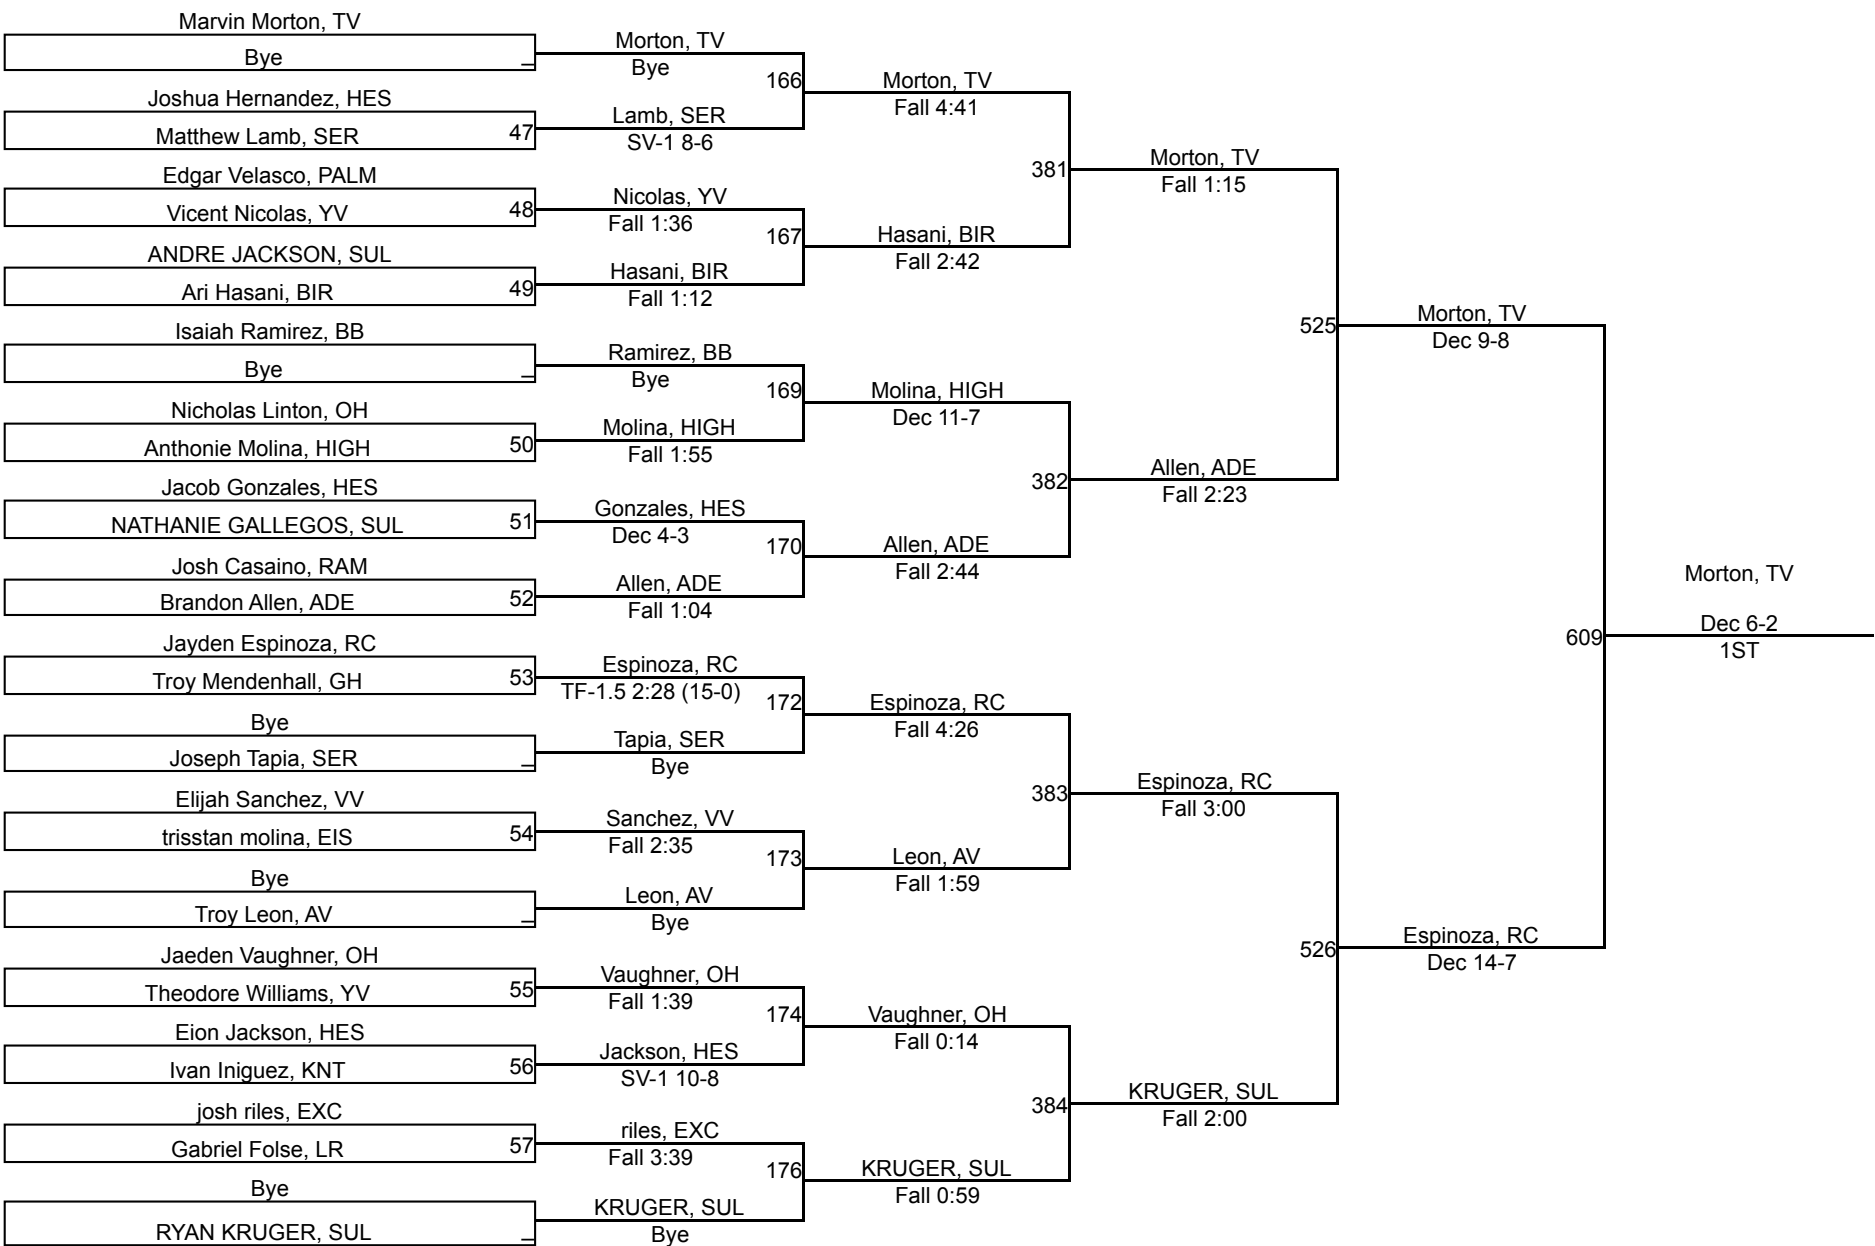 Marvin Morton, TV
Bye
Joshua Hernandez, HES
Matthew Lamb, SER
47
Edgar Velasco, PALM
Vicent Nicolas, YV
48
ANDRE JACKSON, SUL
Ari Hasani, BIR
49
Isaiah Ramirez, BB
Bye
Nicholas Linton, OH
Anthonie Molina, HIGH
50
Jacob Gonzales, HES
NATHANIE GALLEGOS, SUL
51
Josh Casaino, RAM
Brandon Allen, ADE
52
Jayden Espinoza, RC
Troy Mendenhall, GH
53
Bye
Joseph Tapia, SER
Elijah Sanchez, VV
trisstan molina, EIS
54
Bye
Troy Leon, AV
Jaeden Vaughner, OH
Theodore Williams, YV
55
Eion Jackson, HES
Ivan Iniguez, KNT
56
josh riles, EXC
Gabriel Folse, LR
57
Bye
RYAN KRUGER, SUL
Morton, TV
Bye
166
Lamb, SER
SV-1 8-6
Nicolas, YV
Fall 1:36
167
Hasani, BIR
Fall 1:12
Ramirez, BB
Bye
169
Molina, HIGH
Fall 1:55
Gonzales, HES
Dec 4-3
170
Allen, ADE
Fall 1:04
Espinoza, RC
TF-1.5 2:28 (15-0)
172
Tapia, SER
Bye
Sanchez, VV
Fall 2:35
173
Leon, AV
Bye
Vaughner, OH
Fall 1:39
174
Jackson, HES
SV-1 10-8
riles, EXC
Fall 3:39
176
KRUGER, SUL
Bye
Morton, TV
Fall 4:41
381
Hasani, BIR
Fall 2:42
Molina, HIGH
Dec 11-7
382
Allen, ADE
Fall 2:44
Espinoza, RC
Fall 4:26
383
Leon, AV
Fall 1:59
Vaughner, OH
Fall 0:14
384
KRUGER, SUL
Fall 0:59
Morton, TV
Fall 1:15
525
Allen, ADE
Fall 2:23
Espinoza, RC
Fall 3:00
526
KRUGER, SUL
Fall 2:00
Morton, TV
Dec 9-8
609
Espinoza, RC
Dec 14-7
Morton, TV
Dec 6-2
1ST